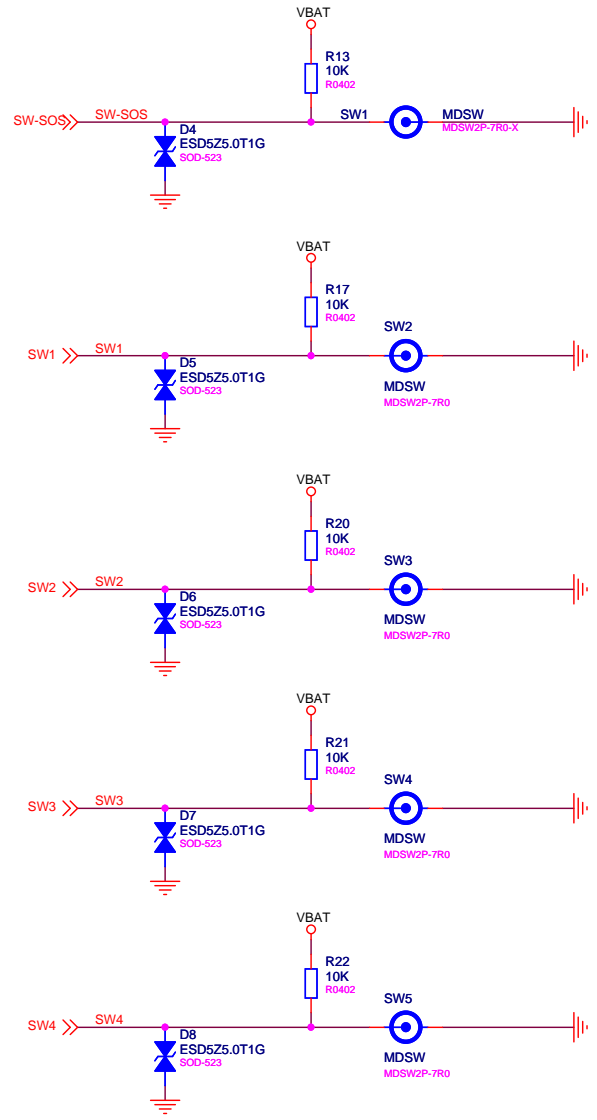 VBAT
R13
10K
R0402
SW-SOS
SW-SOS
SW1
MDSW
MDSW2P-7R0-X
D4
ESD5Z5.0T1G
SOD-523
VBAT
R17
10K
R0402
SW2
SW1
SW1
D5
ESD5Z5.0T1G
SOD-523
MDSW
MDSW2P-7R0
VBAT
R20
10K
R0402
SW3
SW2
SW2
D6
ESD5Z5.0T1G
SOD-523
MDSW
MDSW2P-7R0
VBAT
R21
10K
R0402
SW4
SW3
SW3
D7
ESD5Z5.0T1G
SOD-523
MDSW
MDSW2P-7R0
VBAT
R22
10K
R0402
SW5
SW4
SW4
D8
ESD5Z5.0T1G
SOD-523
MDSW
MDSW2P-7R0